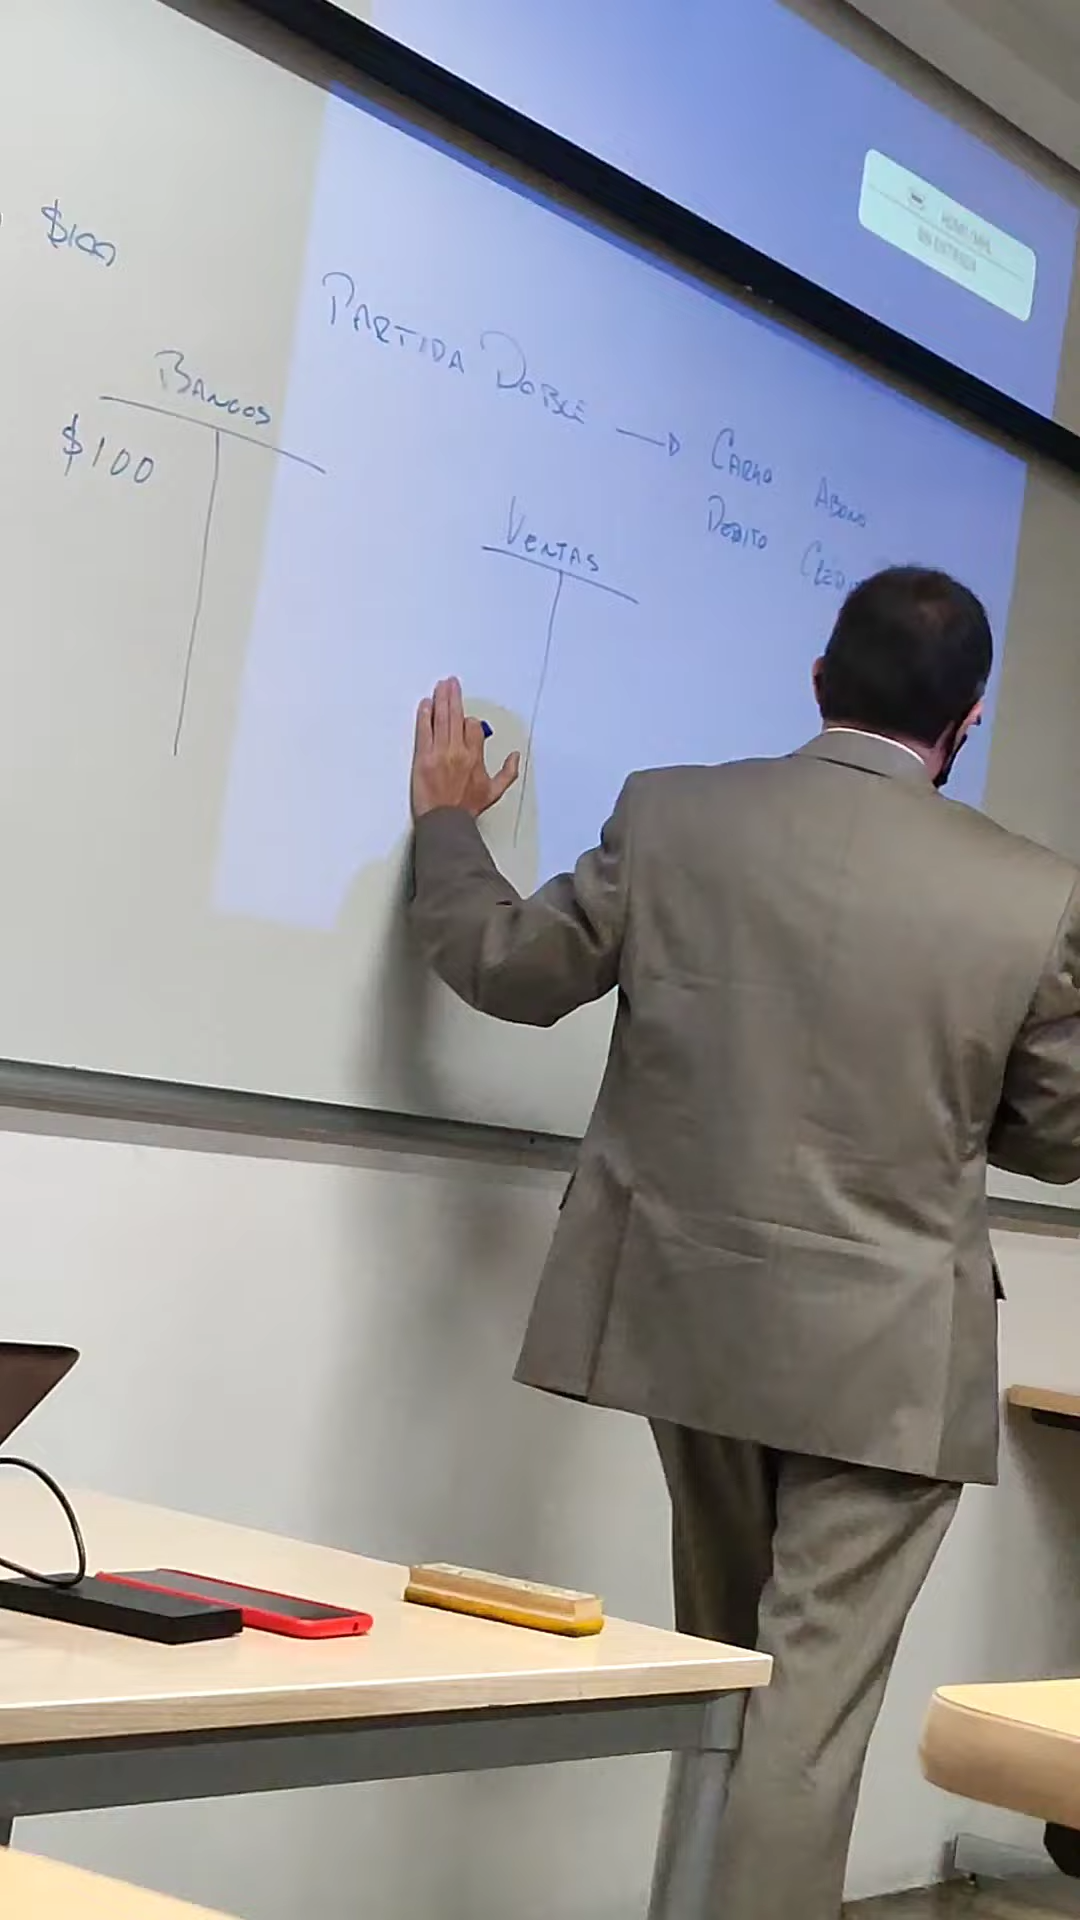 $100
PARTIDA DOBLE → CARGO ABONO
DEBITO
BANCOS
$100
VENTAS